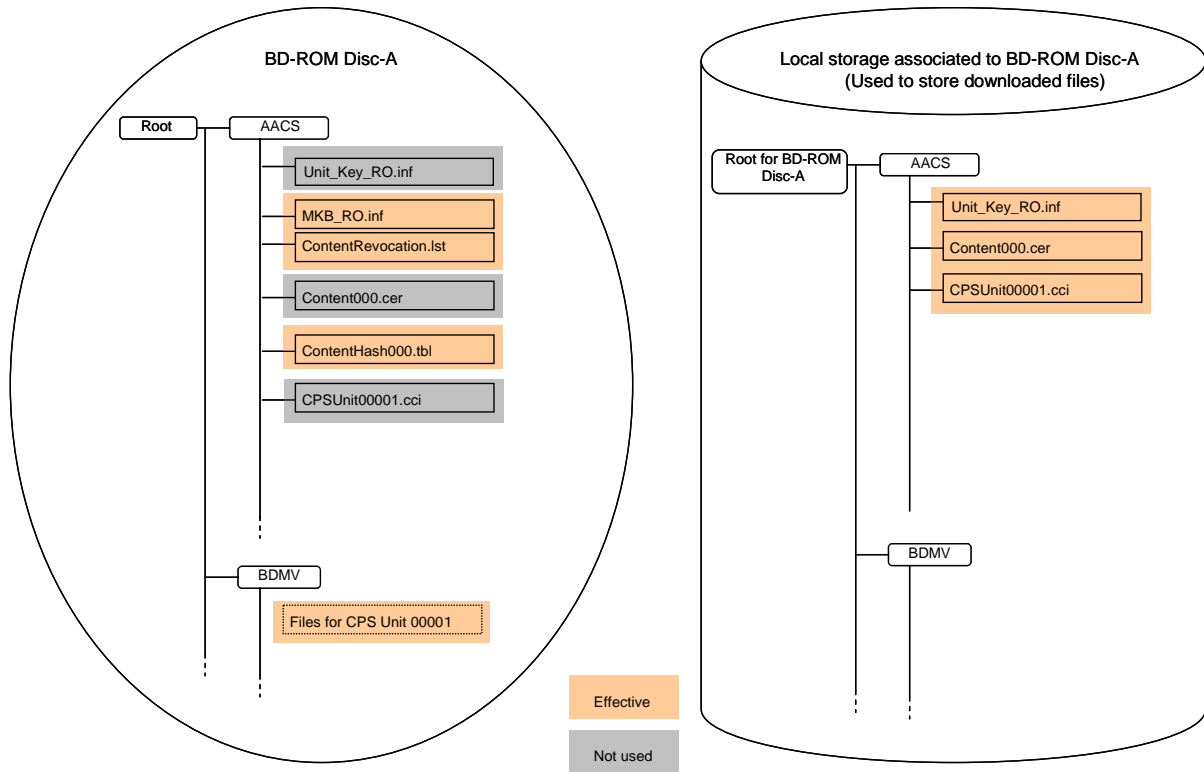 BD-ROM Disc-A
Root
AACS
Unit_Key_RO.inf
MKB_RO.inf
ContentRevocation.lst
Content000.cer
ContentHash000.tbl
CPSUnit00001.cci
BDMV
Files for CPS Unit 00001
Effective
Not used
Local storage associated to BD-ROM Disc-A
(Used to store downloaded files)
Root for BD-ROM
Disc-A
AACS
Unit_Key_RO.inf
Content000.cer
CPSUnit00001.cci
BDMV